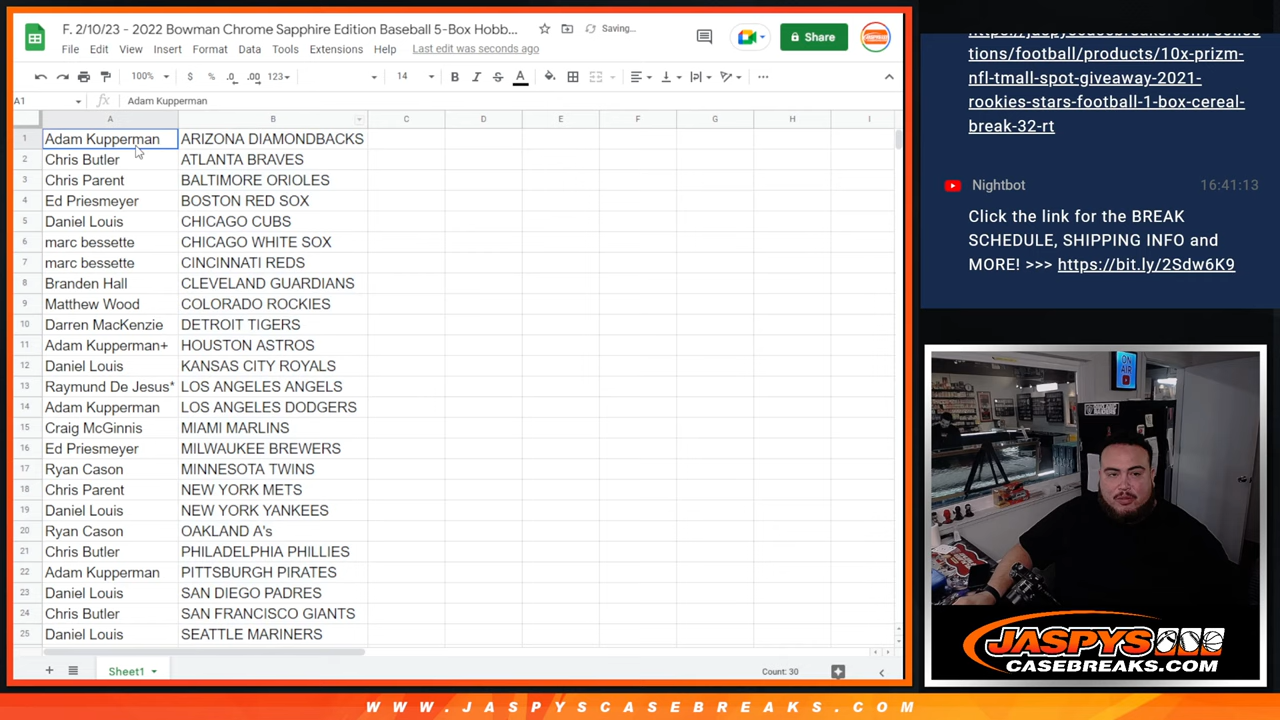 F. 2/10/23 - 2022 Bowman Chrome Sapphire Edition Baseball 5-Box Hobb...
Saving...
File Edit View Insert Format Data Tools Extensions Help Last edit was seconds ago
Share
100% $ % .0 .00 123 14 B I S A
A1 fx Adam Kupperman
A B C D E F G H I
1 Adam Kupperman ARIZONA DIAMONDBACKS
2 Chris Butler ATLANTA BRAVES
3 Chris Parent BALTIMORE ORIOLES
4 Ed Priesmeyer BOSTON RED SOX
5 Daniel Louis CHICAGO CUBS
6 marc bessette CHICAGO WHITE SOX
7 marc bessette CINCINNATI REDS
8 Branden Hall CLEVELAND GUARDIANS
9 Matthew Wood COLORADO ROCKIES
10 Darren MacKenzie DETROIT TIGERS
11 Adam Kupperman+ HOUSTON ASTROS
12 Daniel Louis KANSAS CITY ROYALS
13 Raymund De Jesus* LOS ANGELES ANGELS
14 Adam Kupperman LOS ANGELES DODGERS
15 Craig McGinnis MIAMI MARLINS
16 Ed Priesmeyer MILWAUKEE BREWERS
17 Ryan Cason MINNESOTA TWINS
18 Chris Parent NEW YORK METS
19 Daniel Louis NEW YORK YANKEES
20 Ryan Cason OAKLAND A's
21 Chris Butler PHILADELPHIA PHILLIES
22 Adam Kupperman PITTSBURGH PIRATES
23 Daniel Louis SAN DIEGO PADRES
24 Chris Butler SAN FRANCISCO GIANTS
25 Daniel Louis SEATTLE MARINERS
Sheet1
Count: 30
tions/football/products/10x-prizm-
nfl-tmall-spot-giveaway-2021-
rookies-stars-football-1-box-cereal-
break-32-rt
Nightbot 16:41:13
Click the link for the BREAK
SCHEDULE, SHIPPING INFO and
MORE! >>> https://bit.ly/2Sdw6K9
ON
AIR
JASPYS
CASEBREAKS.COM
WWW.JASPYSCASEBREAKS.COM